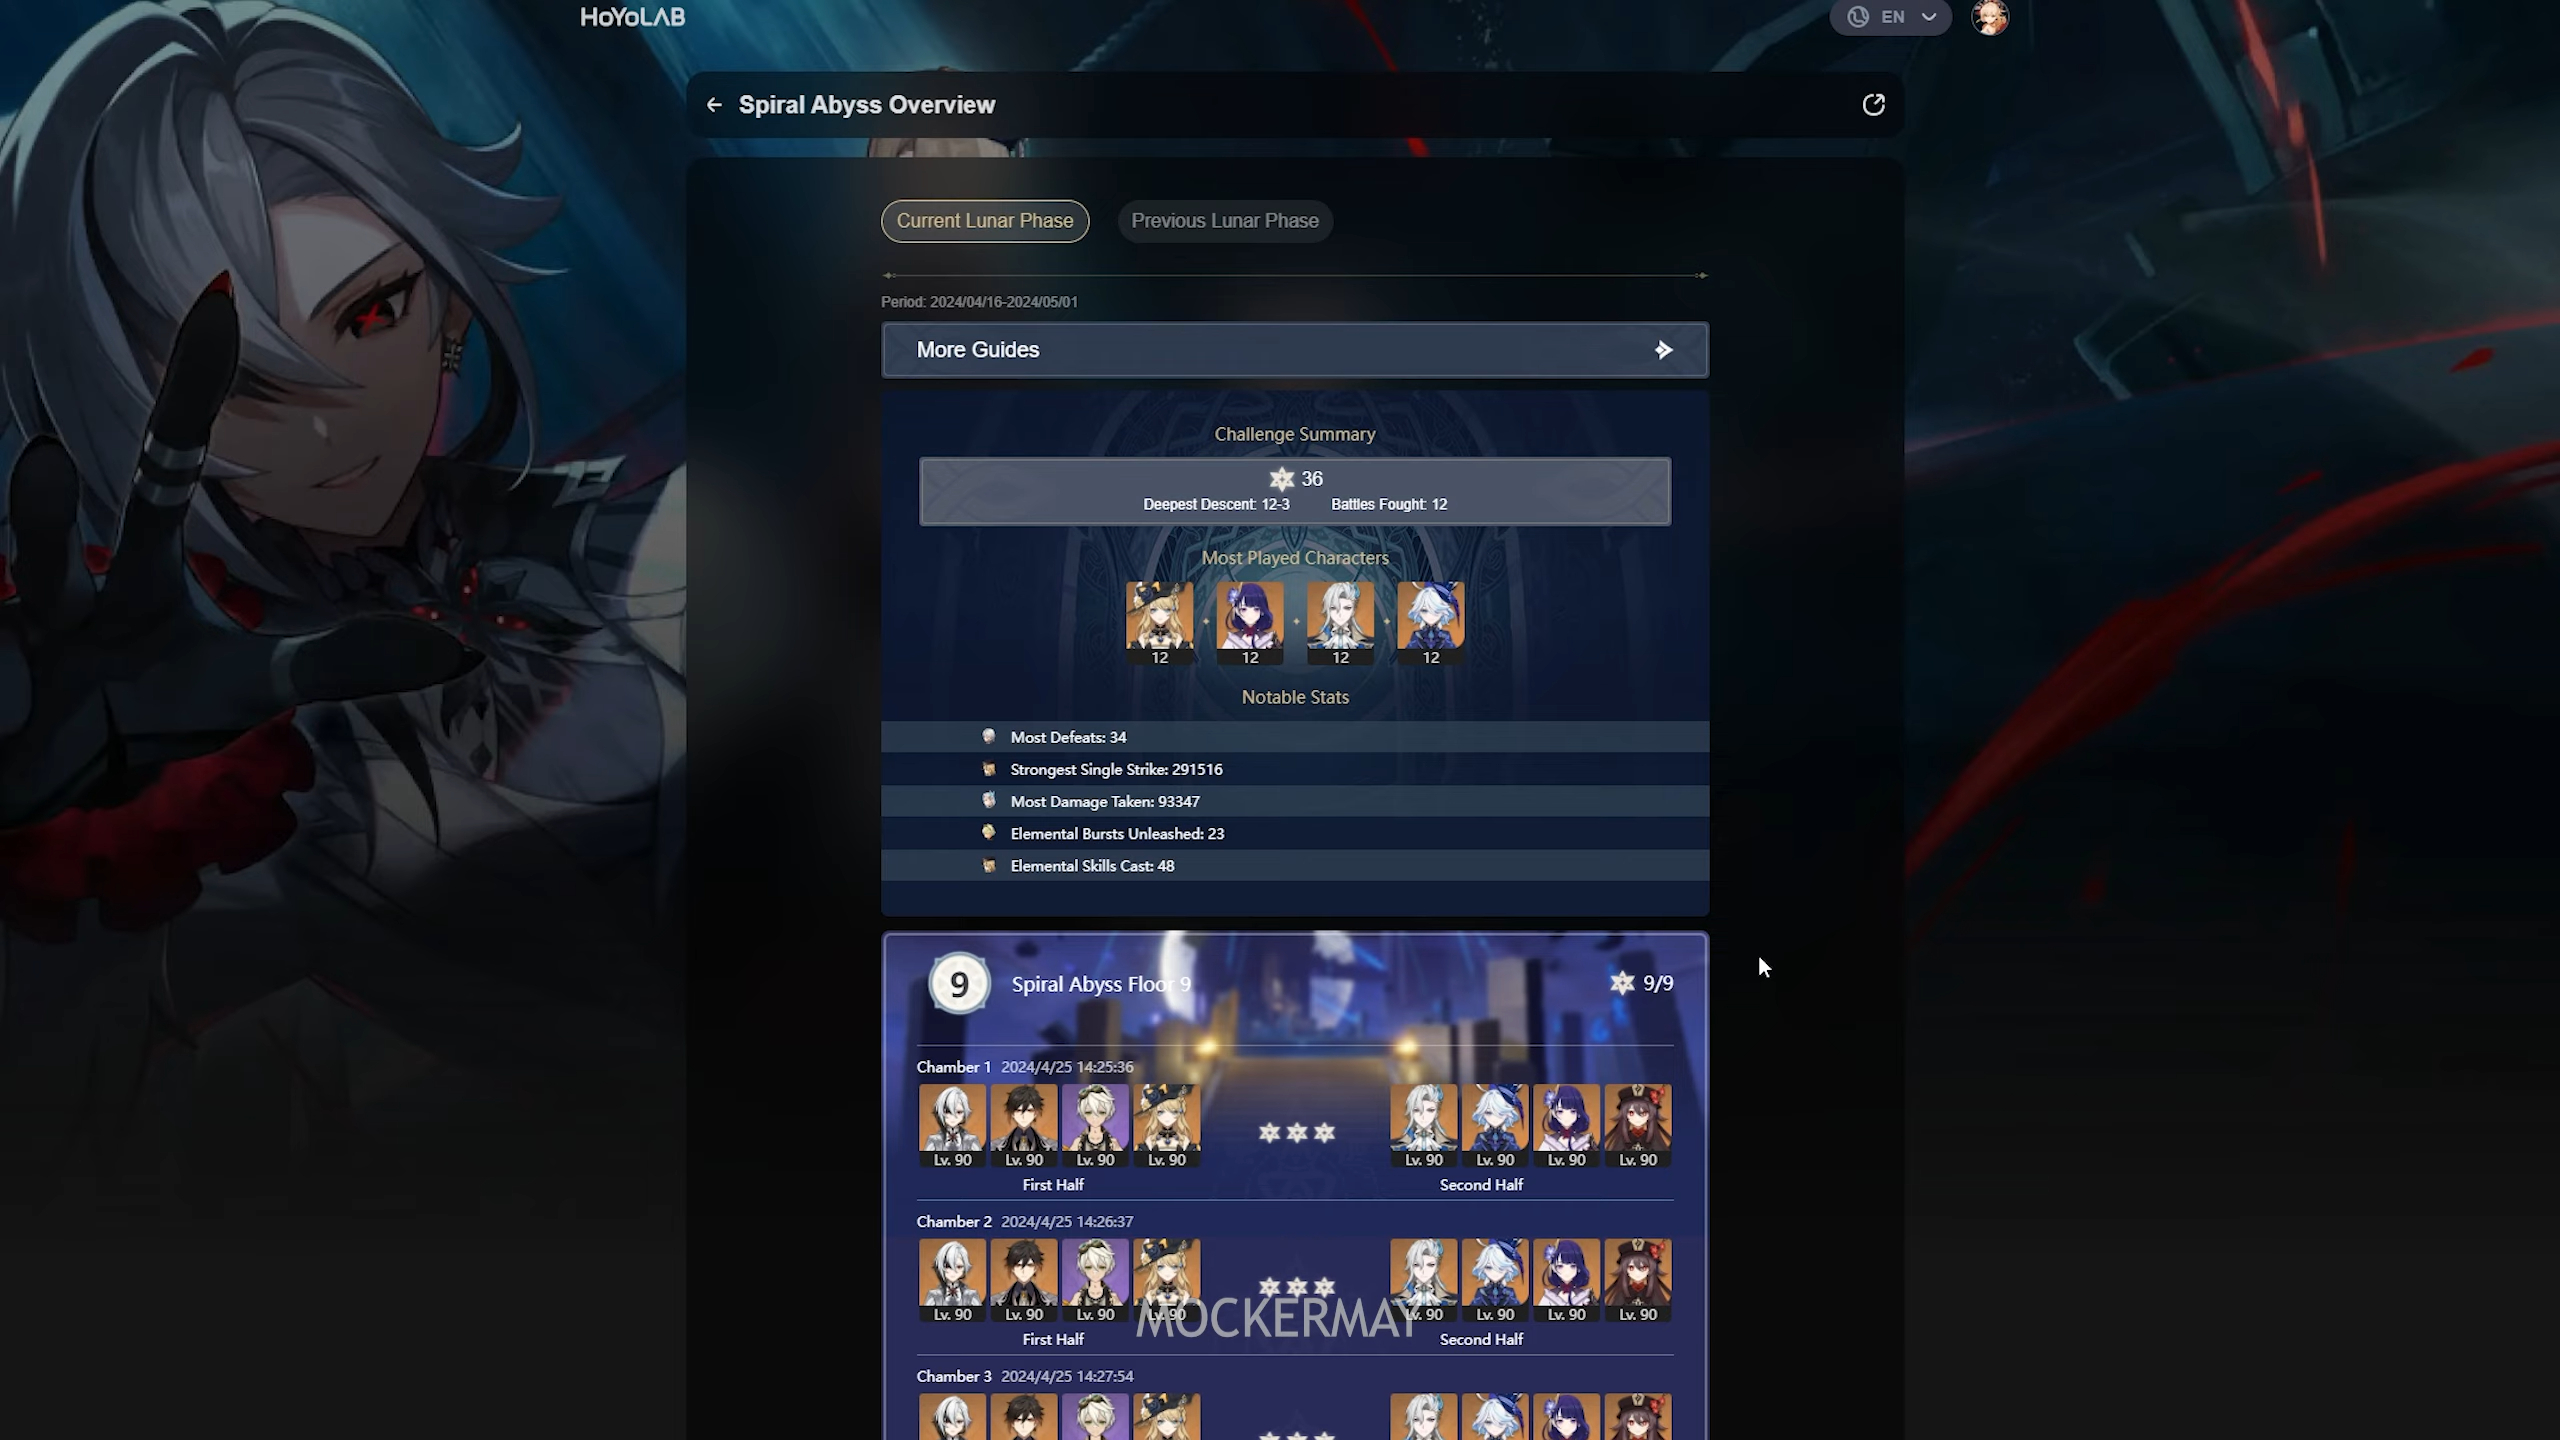 HoYoLAB
EN
Spiral Abyss Overview
Current Lunar Phase
Previous Lunar Phase
Period: 2024/04/16-2024/05/01
More Guides
Challenge Summary
36
Deepest Descent: 12-3 Battles Fought: 12
Most Played Characters
12 12 12 12
Notable Stats
Most Defeats: 34
Strongest Single Strike: 291516
Most Damage Taken: 93347
Elemental Bursts Unleashed: 23
Elemental Skills Cast: 48
9 Spiral Abyss Floor 9 9/9
Chamber 1 2024/4/25 14:25:36
Lv. 90 Lv. 90 Lv. 90 Lv. 90 Lv. 90 Lv. 90 Lv. 90 Lv. 90
First Half Second Half
Chamber 2 2024/4/25 14:26:37
Lv. 90 Lv. 90 Lv. 90 Lv. 90 Lv. 90 Lv. 90 Lv. 90 Lv. 90
MOCKERMAY
First Half Second Half
Chamber 3 2024/4/25 14:27:54